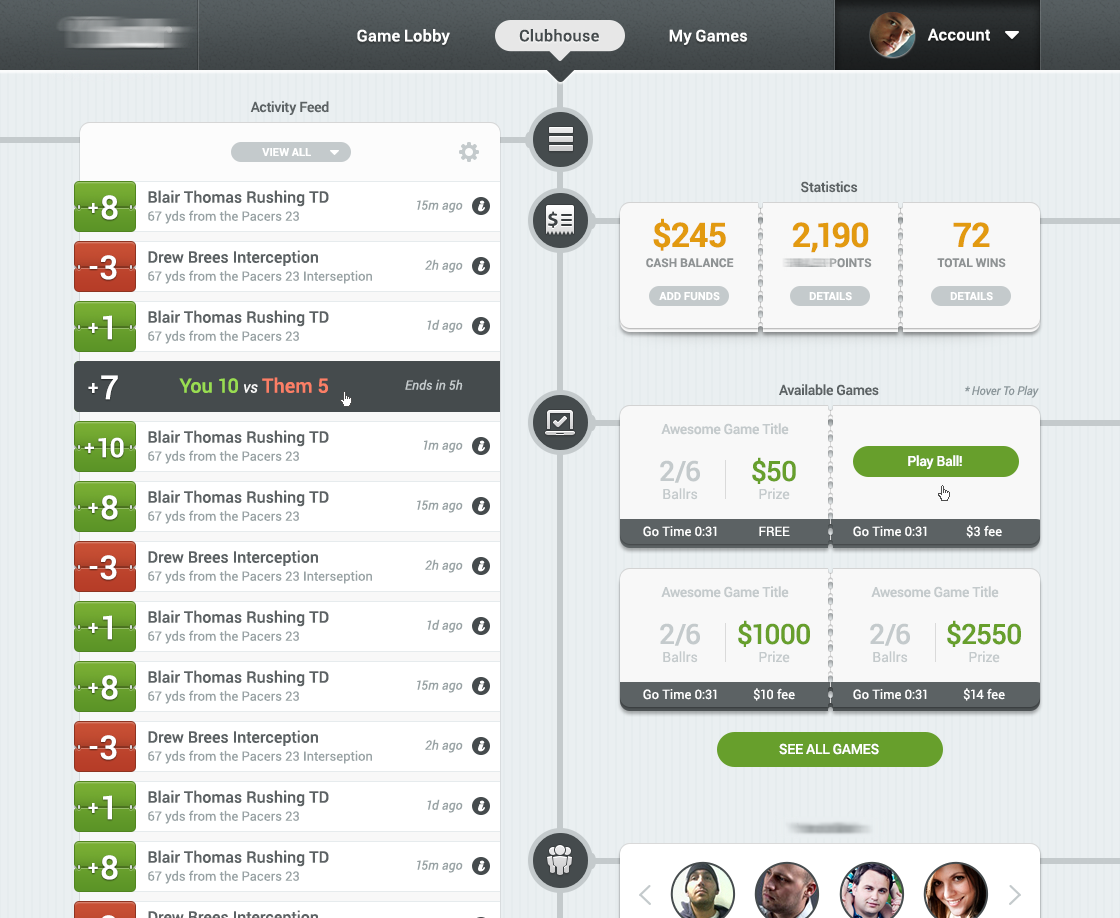 Game Lobby
Clubhouse
My Games
Account
Activity Feed
VIEW ALL
+8
Blair Thomas Rushing TD
67 yds from the Pacers 23
15m ago
-3
Drew Brees Interception
67 yds from the Pacers 23 Interseption
2h ago
+1
Blair Thomas Rushing TD
67 yds from the Pacers 23
1d ago
+7
You 10 vs Them 5
Ends in 5h
+10
Blair Thomas Rushing TD
67 yds from the Pacers 23
1m ago
+8
Blair Thomas Rushing TD
67 yds from the Pacers 23
15m ago
-3
Drew Brees Interception
67 yds from the Pacers 23 Interseption
2h ago
+1
Blair Thomas Rushing TD
67 yds from the Pacers 23
1d ago
+8
Blair Thomas Rushing TD
67 yds from the Pacers 23
15m ago
-3
Drew Brees Interception
67 yds from the Pacers 23 Interseption
2h ago
+1
Blair Thomas Rushing TD
67 yds from the Pacers 23
1d ago
+8
Blair Thomas Rushing TD
67 yds from the Pacers 23
15m ago
Drew Brees Interception
Statistics
$245
CASH BALANCE
ADD FUNDS
2,190
POINTS
DETAILS
72
TOTAL WINS
DETAILS
Available Games
* Hover To Play
Awesome Game Title
2/6
Ballrs
$50
Prize
Go Time 0:31
FREE
Play Ball!
Go Time 0:31
$3 fee
Awesome Game Title
2/6
Ballrs
$1000
Prize
Go Time 0:31
$10 fee
Awesome Game Title
2/6
Ballrs
$2550
Prize
Go Time 0:31
$14 fee
SEE ALL GAMES